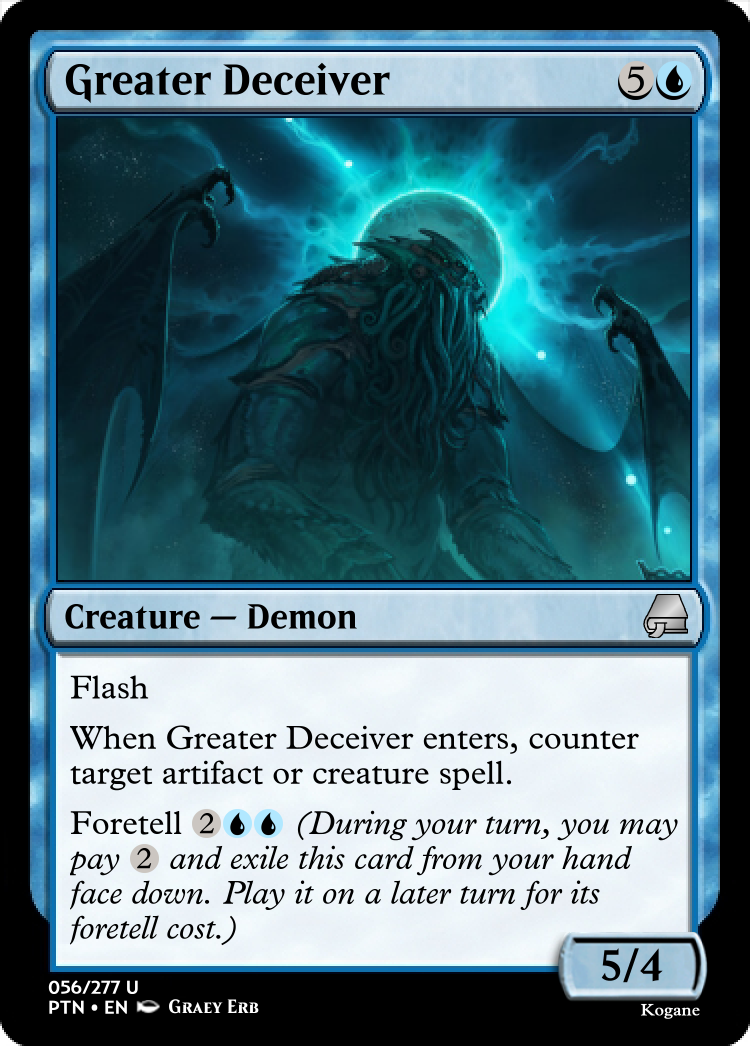 Greater Deceiver 5
Creature — Demon
Flash
When Greater Deceiver enters, counter
target artifact or creature spell.
Foretell 2 (During your turn, you may
pay 2 and exile this card from your hand
face down. Play it on a later turn for its
foretell cost.)
5/4
056/277 U
PTN • EN Graey Erb
Kogane